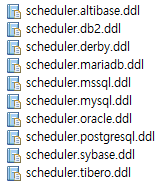 scheduler.altibase.ddl
scheduler.db2.ddl
scheduler.derby.ddl
scheduler.mariadb.ddl
scheduler.mssql.ddl
scheduler.mysql.ddl
scheduler.oracle.ddl
scheduler.postgresql.ddl
scheduler.sybase.ddl
scheduler.tibero.ddl